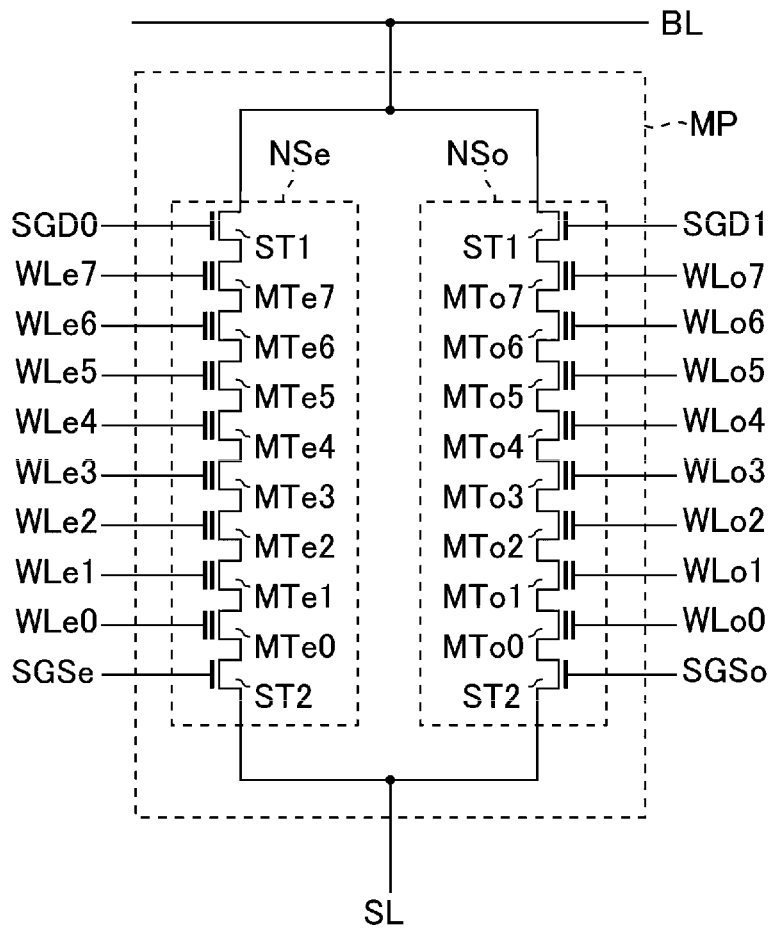 BL
MP
NSe NSo
SGD0 ST1 ST1 SGD1
WLe7 MTe7 MTo7 WLo7
WLe6 MTe6 MTo6 WLo6
WLe5 MTe5 MTo5 WLo5
WLe4 MTe4 MTo4 WLo4
WLe3 MTe3 MTo3 WLo3
WLe2 MTe2 MTo2 WLo2
WLe1 MTe1 MTo1 WLo1
WLe0 MTe0 MTo0 WLo0
SGSe ST2 ST2 SGSo
SL